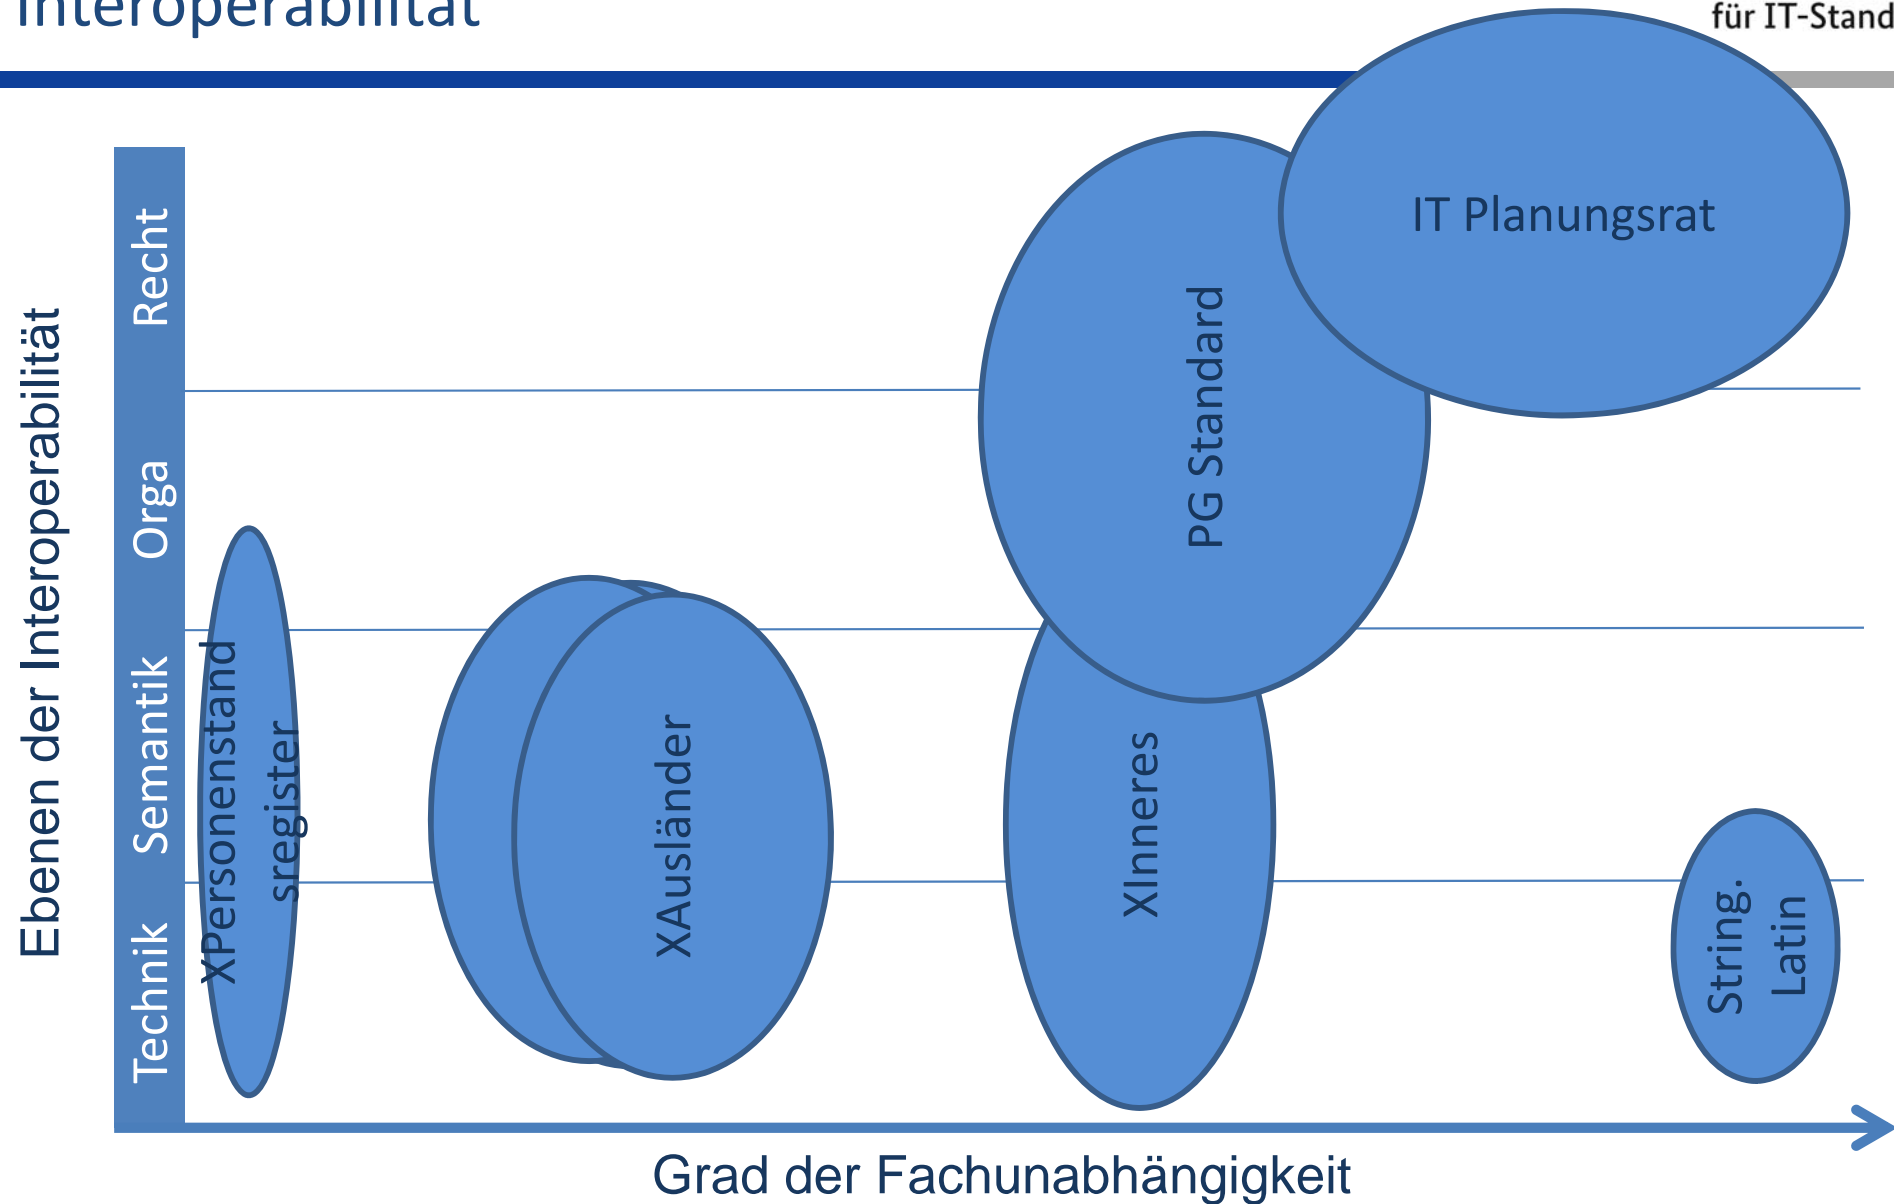 Interoperabilität
für IT-Stand
Ebenen der Interoperabilität
Recht
Orga
Semantik
Technik
XPersonenstand
sregister
XAusländer
XInneres
PG Standard
IT Planungsrat
String.
Latin
Grad der Fachunabhängigkeit